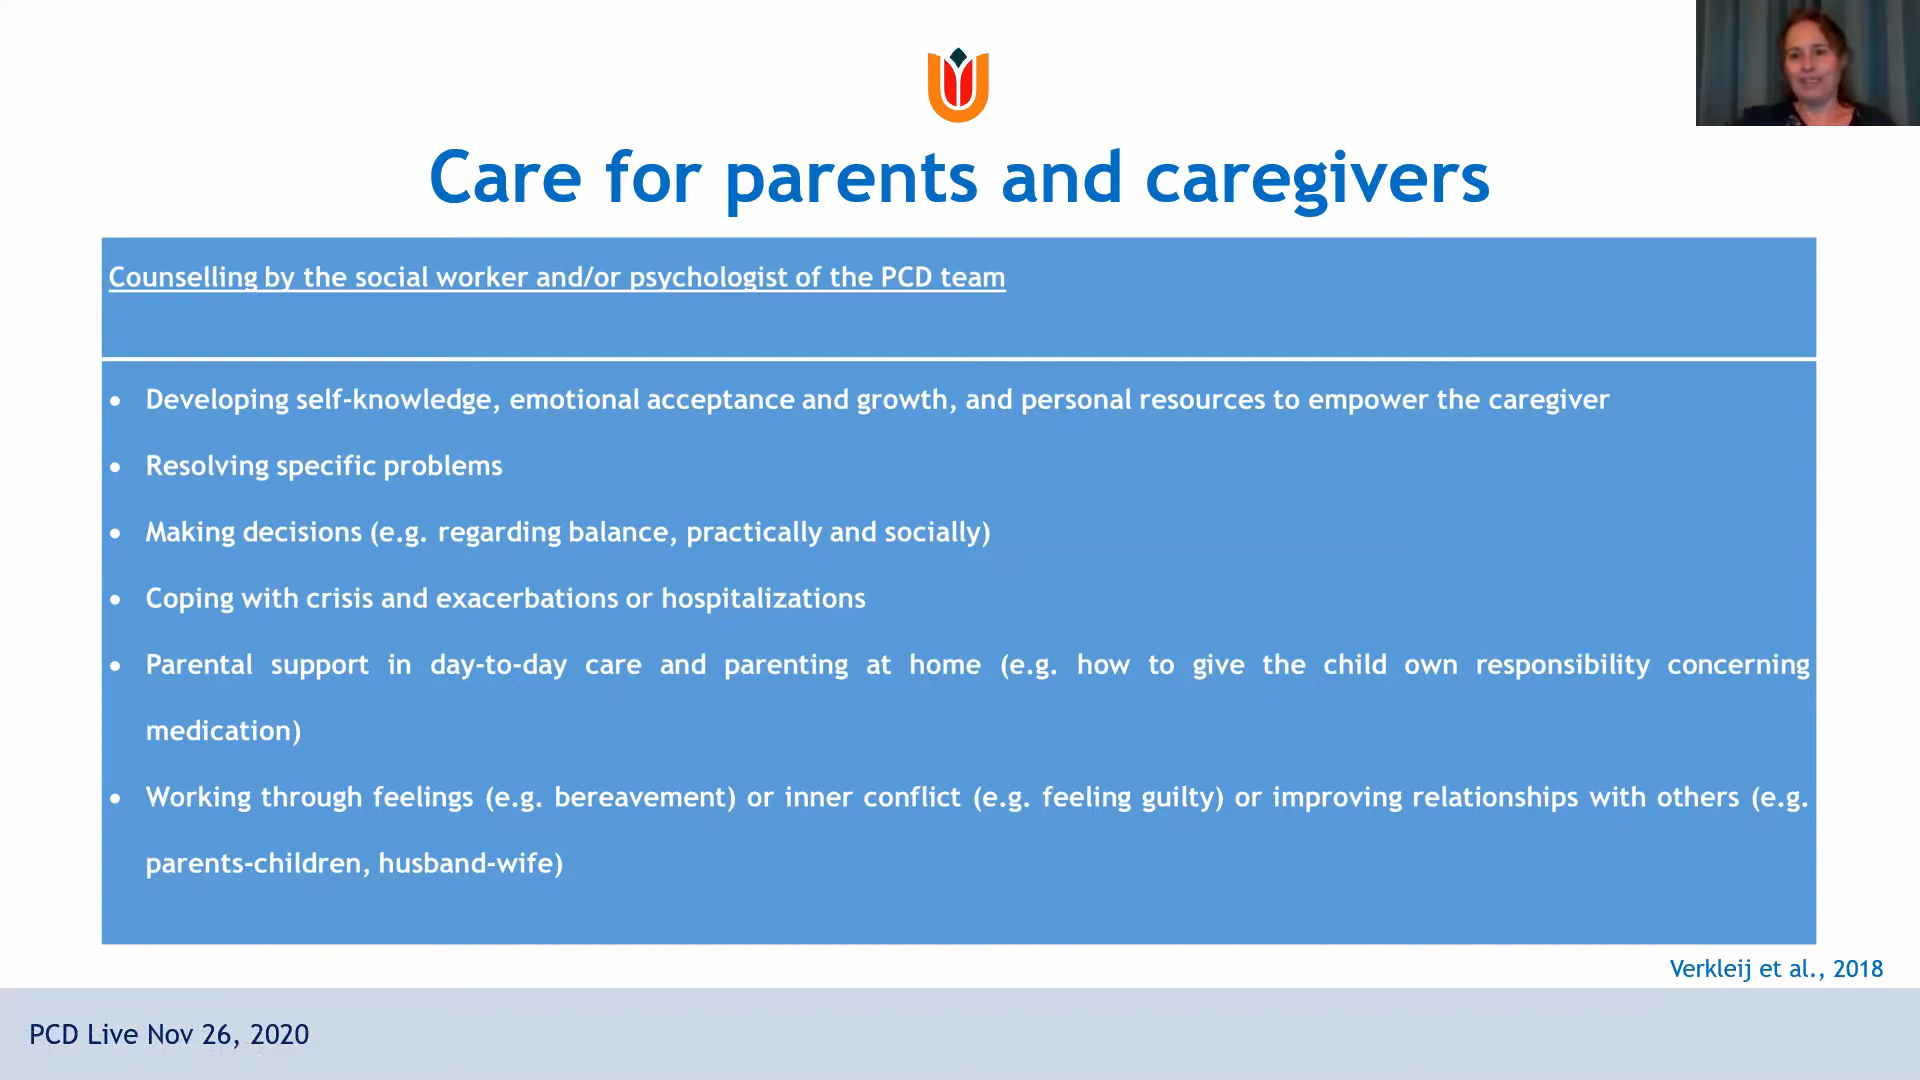 Care for parents and caregivers
Counselling by the social worker and/or psychologist of the PCD team
• Developing self-knowledge, emotional acceptance and growth, and personal resources to empower the caregiver
• Resolving specific problems
• Making decisions (e.g. regarding balance, practically and socially)
• Coping with crisis and exacerbations or hospitalizations
• Parental support in day-to-day care and parenting at home (e.g. how to give the child own responsibility concerning
medication)
• Working through feelings (e.g. bereavement) or inner conflict (e.g. feeling guilty) or improving relationships with others (e.g.
parents-children, husband-wife)
Verkleij et al., 2018
PCD Live Nov 26, 2020